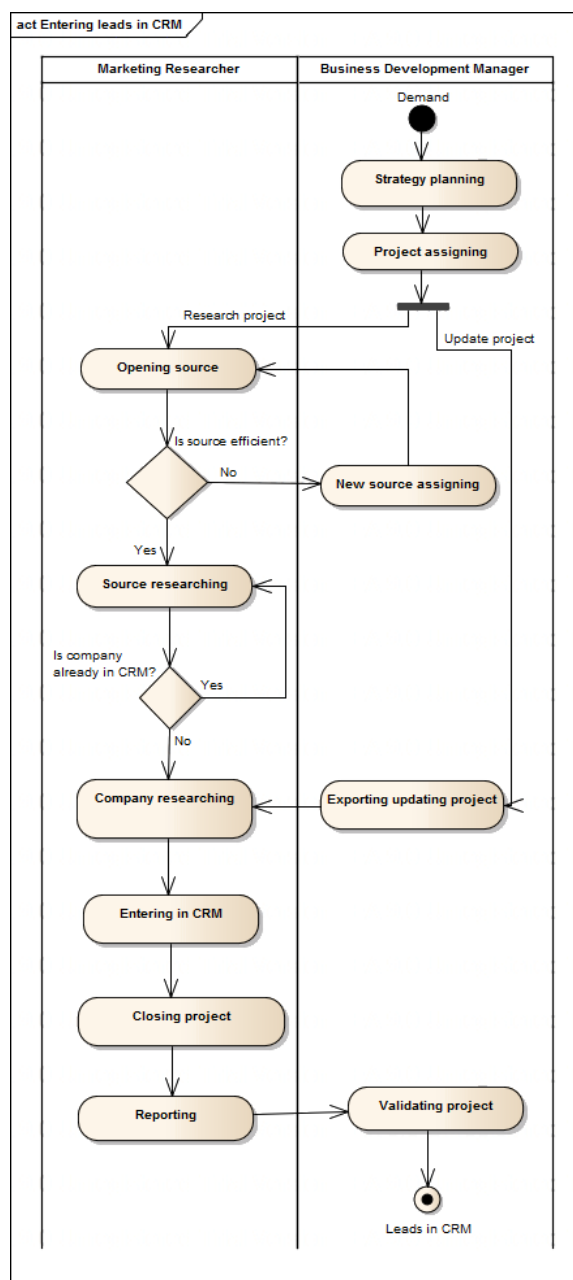 act Entering leads in CRM
Marketing Researcher
Business Development Manager
Demand
Strategy planning
Project assigning
Research project
Update project
Opening source
Is source efficient?
No
New source assigning
Yes
Source researching
Is company
already in CRM?
Yes
No
Company researching
Exporting updating project
Entering in CRM
Closing project
Reporting
Validating project
Leads in CRM